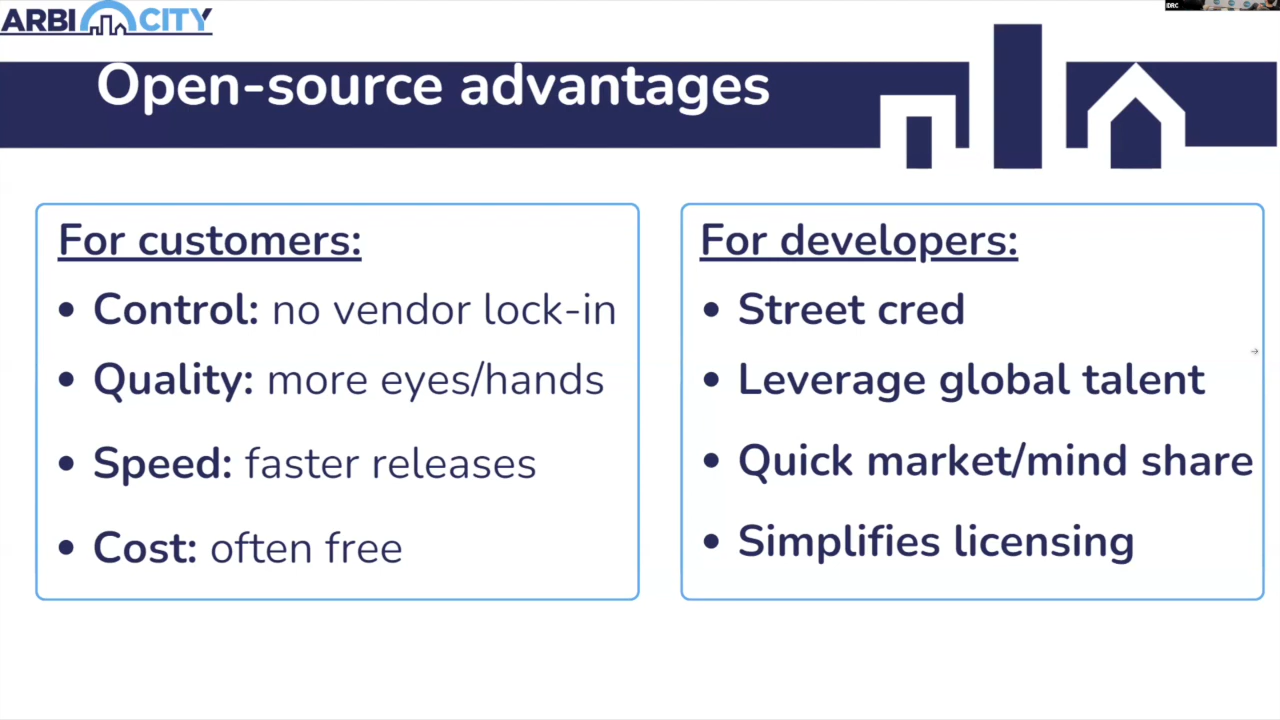 ARBI CITY
IDRC
Open-source advantages
For customers:
• Control: no vendor lock-in
• Quality: more eyes/hands
• Speed: faster releases
• Cost: often free
For developers:
• Street cred
• Leverage global talent
• Quick market/mind share
• Simplifies licensing